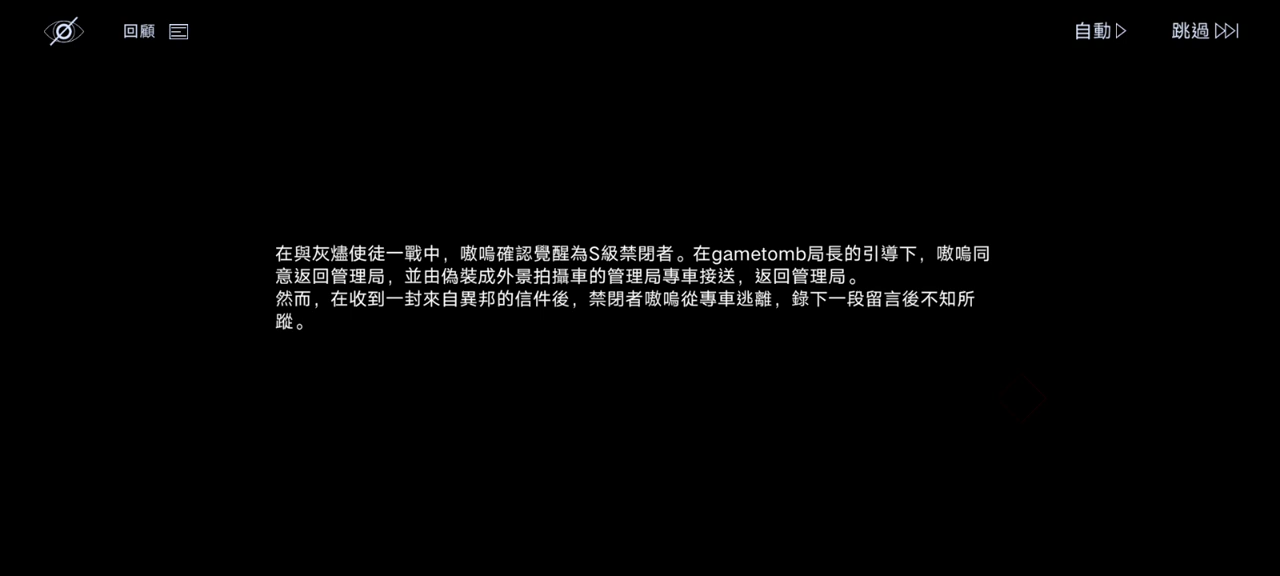 回顧
自動
跳過
在與灰燼使徒一戰中，嗷嗚確認覺醒為S級禁閉者。在gametomb局長的引導下，嗷嗚同
意返回管理局，並由偽裝成外景拍攝車的管理局專車接送，返回管理局。
然而，在收到一封來自異邦的信件後，禁閉者嗷嗚從專車逃離，錄下一段留言後不知所
蹤。